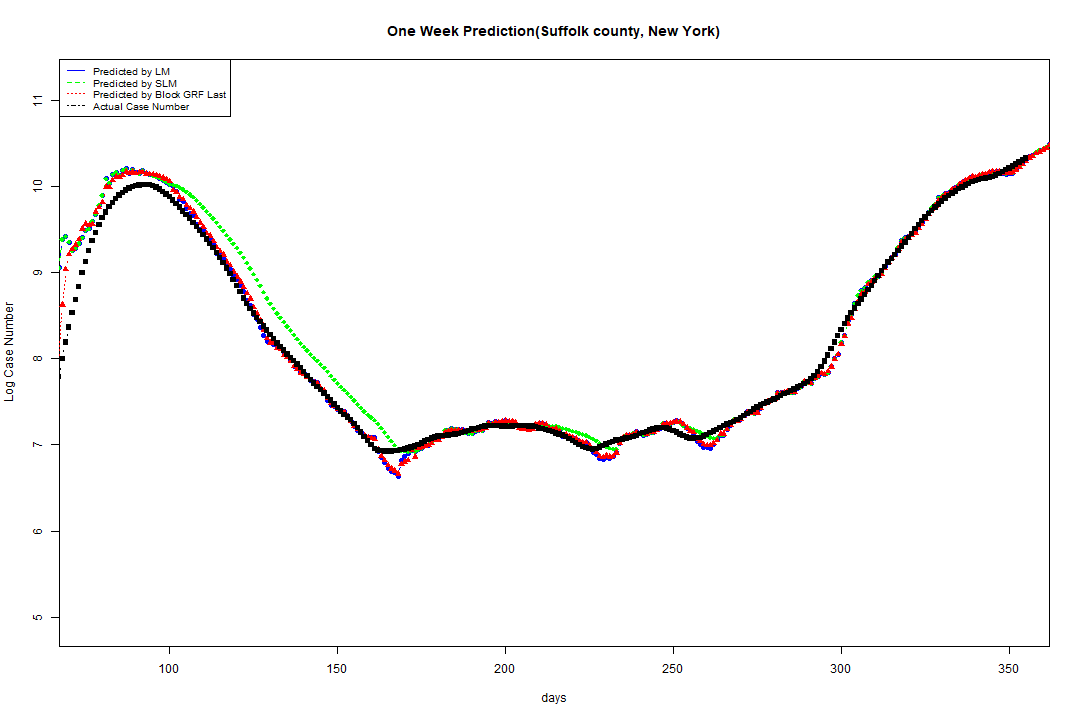 One Week Prediction(Suffolk county, New York)
Predicted by LM
Predicted by SLM
Predicted by Block GRF Last
Actual Case Number
Log Case Number
11
10
9
8
7
6
5
100 150 200 250 300 350
days